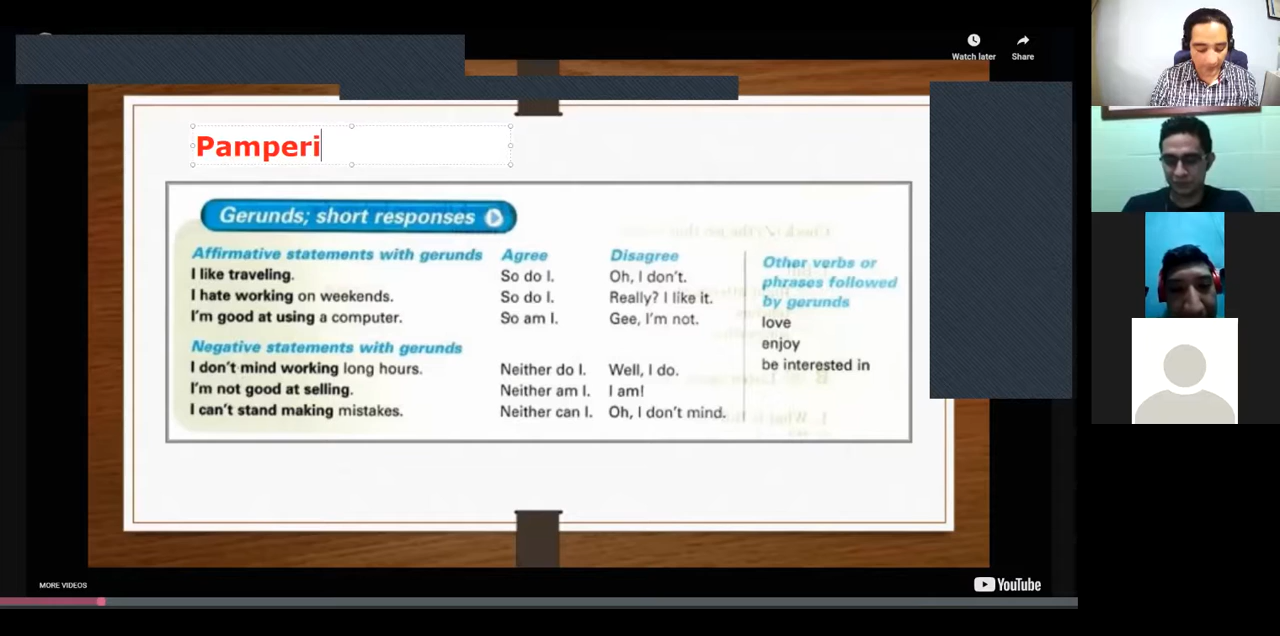 Watch later Share
Pamperi
Gerunds; short responses
Affirmative statements with gerunds Agree Disagree
I like traveling. So do I. Oh, I don't.
I hate working on weekends. So do I. Really? I like it.
I'm good at using a computer. So am I. Gee, I'm not.
Negative statements with gerunds
I don't mind working long hours. Neither do I. Well, I do.
I'm not good at selling. Neither am I. I am!
I can't stand making mistakes. Neither can I. Oh, I don't mind.
Other verbs or
phrases followed
by gerunds
love
enjoy
be interested in
MORE VIDEOS
YouTube